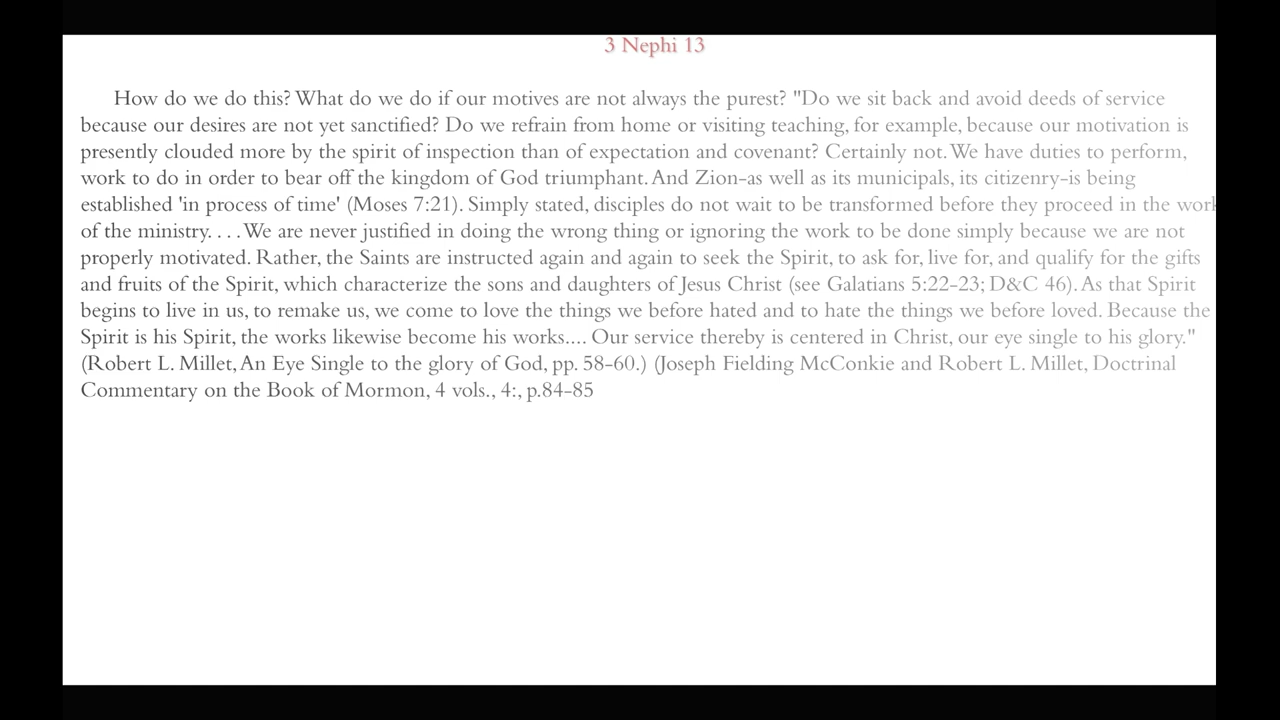 3 Nephi 13
How do we do this? What do we do if our motives are not always the purest? "Do we sit back and avoid deeds of service
because our desires are not yet sanctified? Do we refrain from home or visiting teaching, for example, because our motivation is
presently clouded more by the spirit of inspection than of expectation and covenant? Certainly not. We have duties to perform,
work to do in order to bear off the kingdom of God triumphant. And Zion-as well as its municipals, its citizenry-is being
established 'in process of time' (Moses 7:21). Simply stated, disciples do not wait to be transformed before they proceed in the work
of the ministry. . . . We are never justified in doing the wrong thing or ignoring the work to be done simply because we are not
properly motivated. Rather, the Saints are instructed again and again to seek the Spirit, to ask for, live for, and qualify for the gifts
and fruits of the Spirit, which characterize the sons and daughters of Jesus Christ (see Galatians 5:22-23; D&C 46). As that Spirit
begins to live in us, to remake us, we come to love the things we before hated and to hate the things we before loved. Because the
Spirit is his Spirit, the works likewise become his works.... Our service thereby is centered in Christ, our eye single to his glory."
(Robert L. Millet, An Eye Single to the glory of God, pp. 58-60.) (Joseph Fielding McConkie and Robert L. Millet, Doctrinal
Commentary on the Book of Mormon, 4 vols., 4:, p.84-85